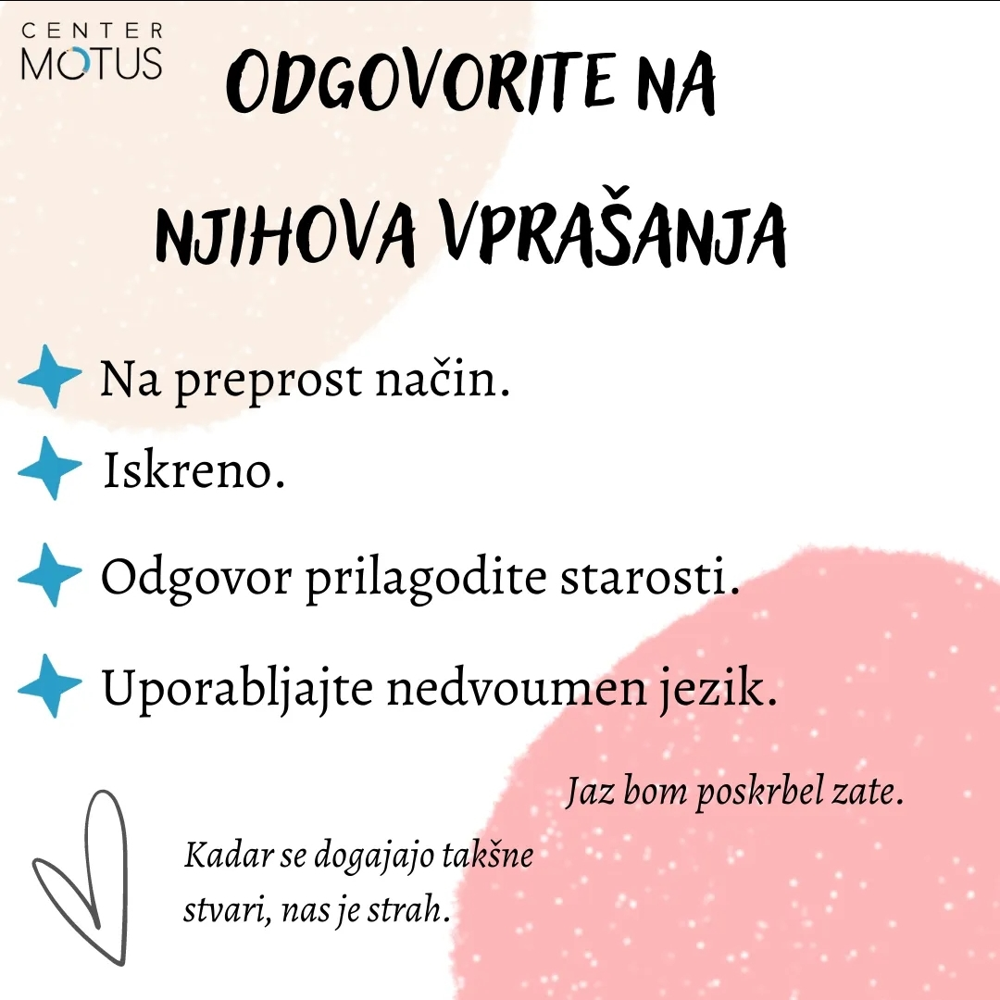 CENTER
MOTUS
ODGOVORITE NA
NJIHOVA VPRAŠANJA
Na preprost način.
Iskreno.
Odgovor prilagodite starosti.
Uporabljajte nedvoumen jezik.
Jaz bom poskrbel zate.
Kadar se dogajajo takšne
stvari, nas je strah.